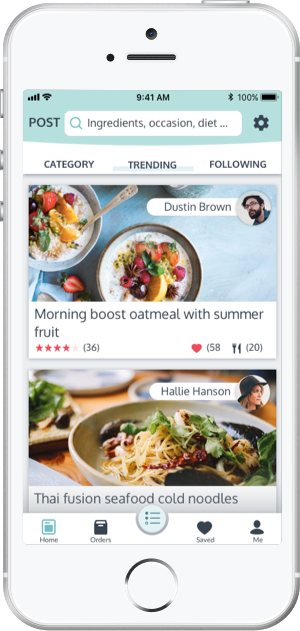 9:41 AM 100%
POST Ingredients, occasion, diet ...
CATEGORY TRENDING FOLLOWING
Dustin Brown
Morning boost oatmeal with summer
fruit
(36) (58 (20)
Hallie Hanson
Thai fusion seafood cold noodles
Home Orders Saved Me